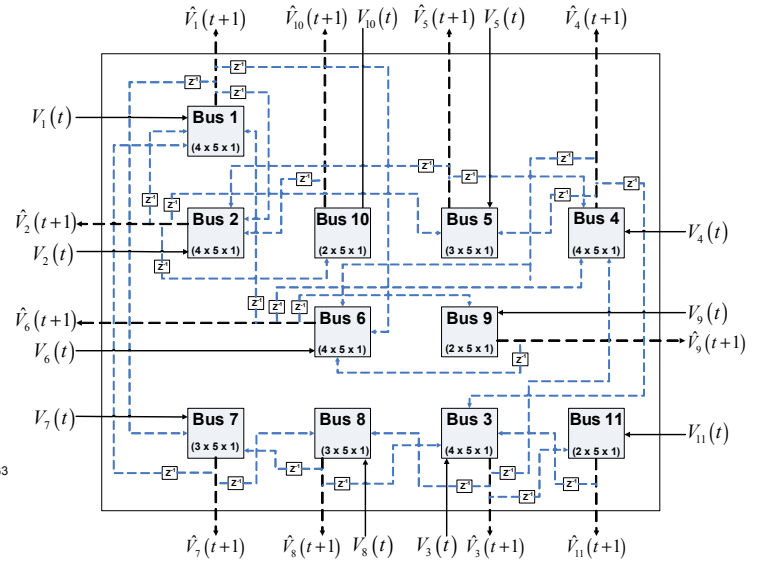 V̂₁(t+1) V̂₁₀(t+1) V₁₀(t) V̂₅(t+1) V₅(t) V̂₄(t+1)
Z⁻¹
Z⁻¹ Z⁻¹
Z⁻¹
V₁(t) Bus 1
(4 x 5 x 1)
Z⁻¹
Z⁻¹ Z⁻¹
Z⁻¹ Z⁻¹ Z⁻¹ Z⁻¹
Z⁻¹
V̂₂(t+1) Bus 2 Bus 10 Bus 5 Bus 4 V₄(t)
V₂(t) (4 x 5 x 1) (2 x 5 x 1) (3 x 5 x 1) (4 x 5 x 1)
Z⁻¹
Z⁻¹ Z⁻¹ Z⁻¹
V̂₆(t+1) Bus 6 Bus 9 V₉(t)
V₆(t) (4 x 5 x 1) (2 x 5 x 1) V̂₉(t+1)
Z⁻¹
Z⁻¹
V₇(t) Bus 7 Bus 8 Bus 3 Bus 11 V₁₁(t)
(3 x 5 x 1) (3 x 5 x 1) (4 x 5 x 1) (2 x 5 x 1)
Z⁻¹ Z⁻¹ Z⁻¹
Z⁻¹ Z⁻¹ Z⁻¹ Z⁻¹
Z⁻¹
V̂₇(t+1) V̂₈(t+1) V₈(t) V₃(t) V̂₃(t+1) V̂₁₁(t+1)